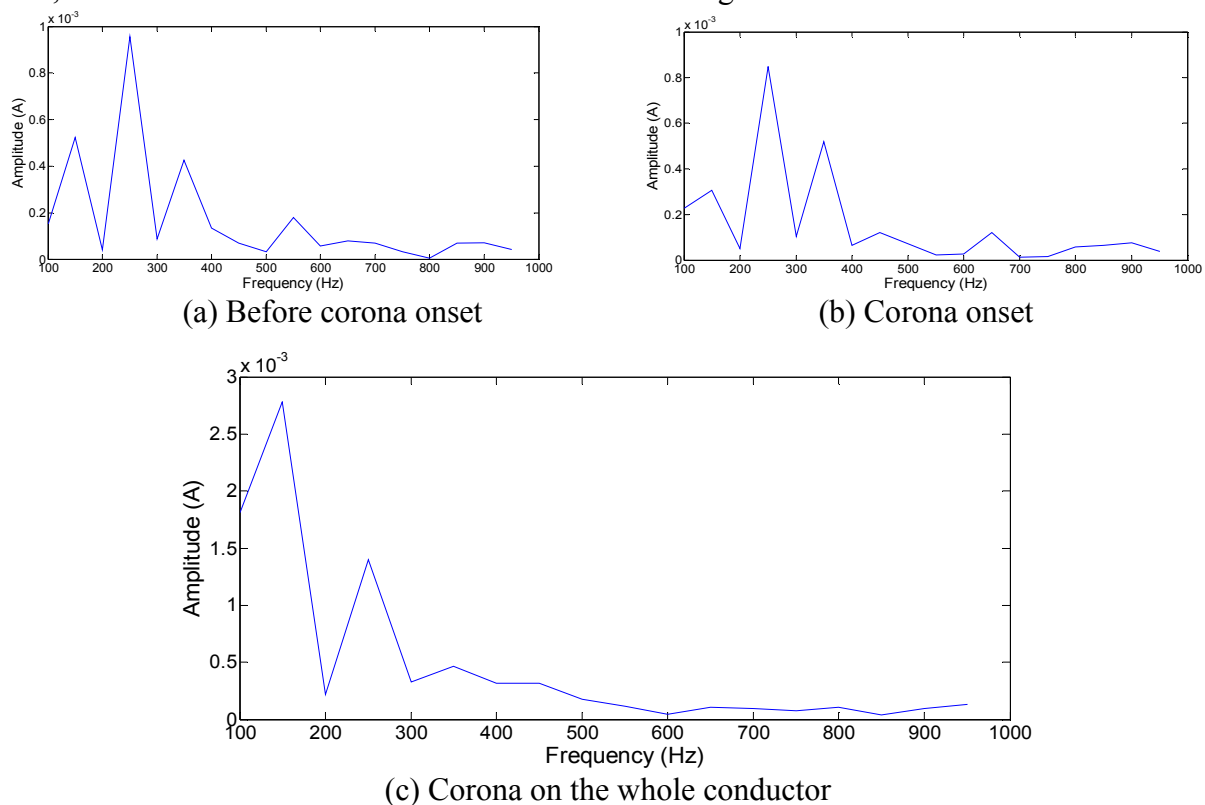 x 10-3
1
0.8
0.6
0.4
0.2
0
Amplitude (A)
100 200 300 400 500 600 700 800 900 1000
Frequency (Hz)
(a) Before corona onset
x 10-3
1
0.8
0.6
0.4
0.2
0
Amplitude (A)
100 200 300 400 500 600 700 800 900 1000
Frequency (Hz)
(b) Corona onset
x 10-3
3
2.5
2
1.5
1
0.5
0
Amplitude (A)
100 200 300 400 500 600 700 800 900 1000
Frequency (Hz)
(c) Corona on the whole conductor